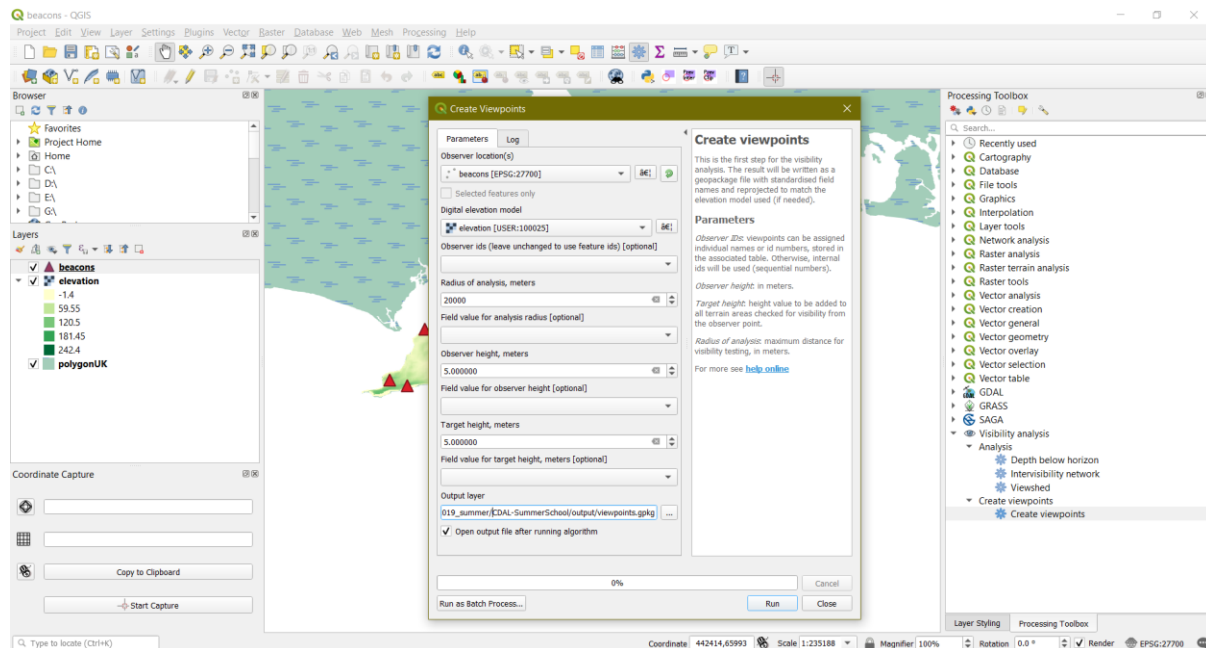 beacons - QGIS
Project Edit View Layer Settings Plugins Vector Raster Database Web Mesh Processing Help
Browser
Favorites
Project Home
Home
C:\
D:\
E:\
G:\
Layers
beacons
elevation
-1.4
59.55
120.5
181.45
242.4
polygonUK
Coordinate Capture
Copy to Clipboard
Start Capture
Create Viewpoints
Parameters Log
Observer location(s)
beacons [EPSG:27700] …
Selected features only
Digital elevation model
elevation [USER:100025] …
Observer ids (leave unchanged to use feature ids) [optional]
Radius of analysis, meters
20000
Field value for analysis radius [optional]
Observer height, meters
5.000000
Field value for observer height [optional]
Target height, meters
5.000000
Field value for target height, meters [optional]
Output layer
019_summer/CDAL-SummerSchool/output/viewpoints.gpkg ...
Open output file after running algorithm
0% Cancel
Run as Batch Process... Run Close
Create viewpoints
This is the first step for the visibility
analysis. The result will be written as a
geopackage file with standardised field
names and reprojected to match the
elevation model used (if needed).
Parameters
Observer IDs: viewpoints can be assigned
individual names or id numbers, stored in
the associated table. Otherwise, internal
ids will be used (sequential numbers).
Observer height: in meters.
Target height: height value to be added to
all terrain areas checked for visibility from
the observer point.
Radius of analysis: maximum distance for
visibility testing, in meters.
For more see help online
Processing Toolbox
Search...
Recently used
Cartography
Database
File tools
Graphics
Interpolation
Layer tools
Network analysis
Raster analysis
Raster terrain analysis
Raster tools
Vector analysis
Vector creation
Vector general
Vector geometry
Vector overlay
Vector selection
Vector table
GDAL
GRASS
SAGA
Visibility analysis
Analysis
Depth below horizon
Intervisibility network
Viewshed
Create viewpoints
Create viewpoints
Layer Styling Processing Toolbox
Type to locate (Ctrl+K) Coordinate 442414,65993 Scale 1:235188 Magnifier 100% Rotation 0.0 ° Render EPSG:27700